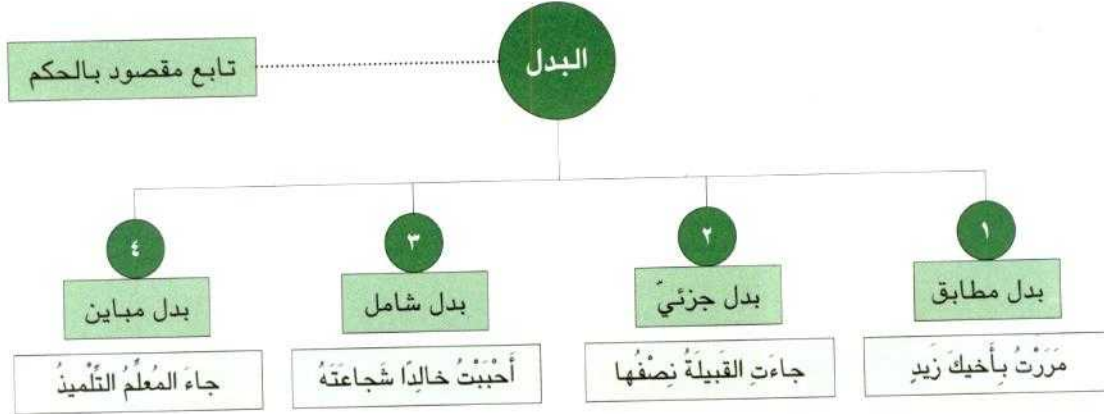 البدل
تابع مقصود بالحكم
١
بدل مطابق
مَرَرْتُ بِأَخيكَ زَيدٍ
٢
بدل جزئيّ
جاءَتِ القَبيلَةُ نِصْفُها
٣
بدل شامل
أَحْبَبْتُ خالِدًا شَجاعَتَهُ
٤
بدل مباين
جاءَ المُعلِّمُ التِّلْميذُ